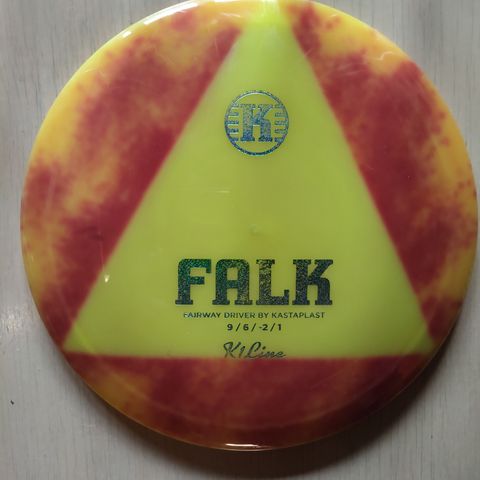 K
FALK
FAIRWAY DRIVER BY KASTAPLAST
9 / 6 / -2 / 1
K1 Line